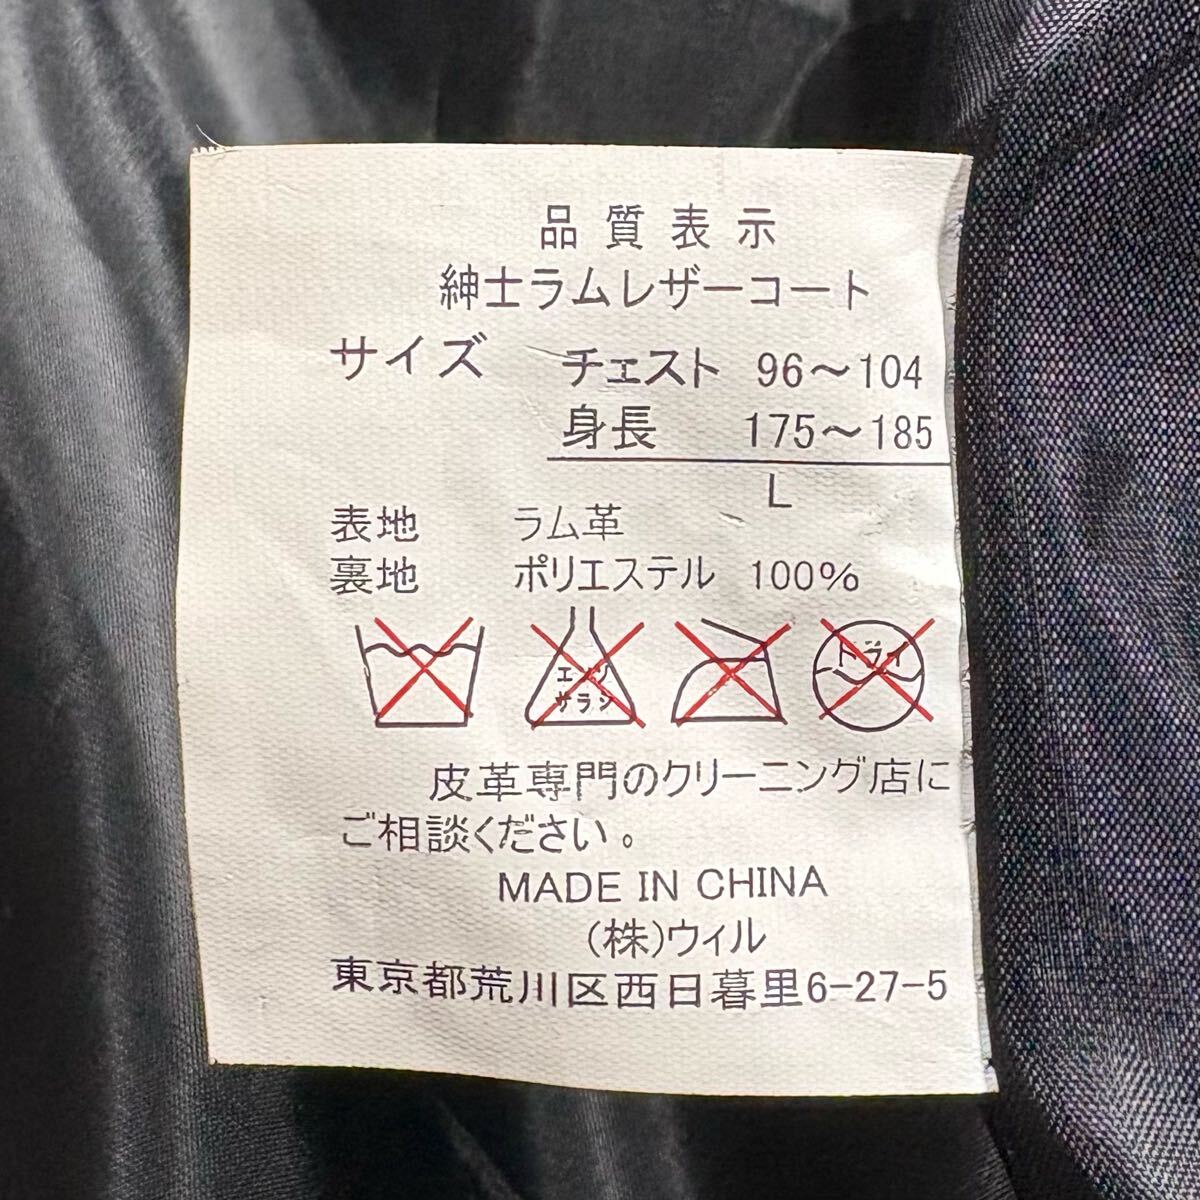 品質表示
紳士ラムレザーコート
サイズ チェスト 96～104
身長 175～185
L
表地 ラム革
裏地 ポリエステル 100%
エンソ サラシ ドライ
皮革専門のクリーニング店に
ご相談ください。
MADE IN CHINA
(株)ウィル
東京都荒川区西日暮里6-27-5